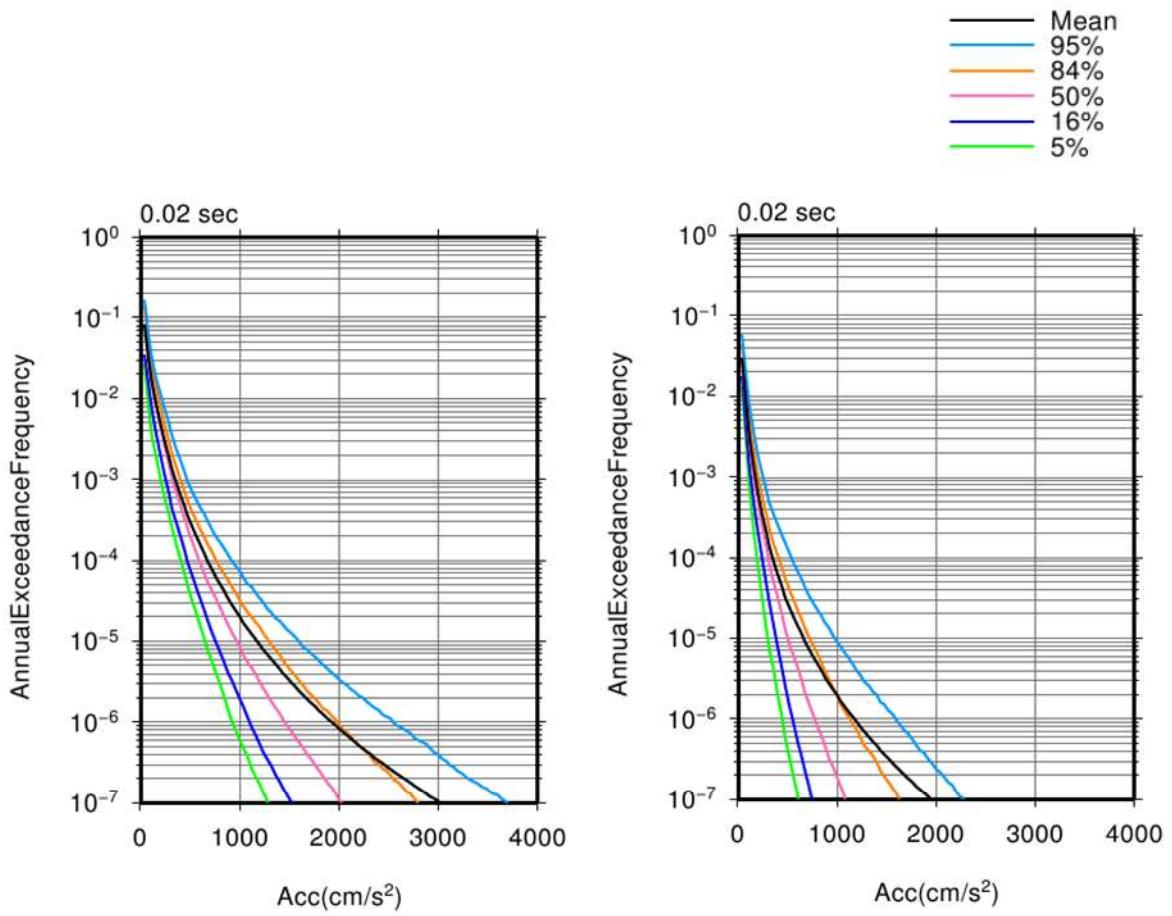 Mean
95%
84%
50%
16%
5%
0.02 sec
10⁰
10⁻¹
10⁻²
10⁻³
10⁻⁴
10⁻⁵
10⁻⁶
10⁻⁷
AnnualExceedanceFrequency
0 1000 2000 3000 4000
Acc(cm/s²)
0.02 sec
10⁰
10⁻¹
10⁻²
10⁻³
10⁻⁴
10⁻⁵
10⁻⁶
10⁻⁷
AnnualExceedanceFrequency
0 1000 2000 3000 4000
Acc(cm/s²)